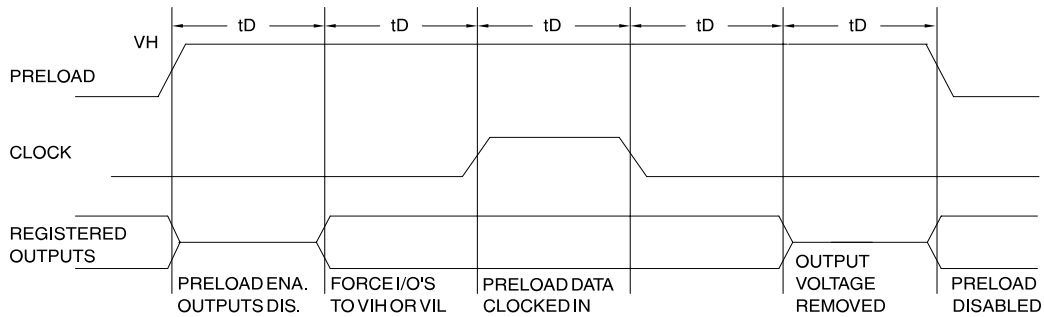 tD tD tD tD tD
VH
PRELOAD
CLOCK
REGISTERED
OUTPUTS
PRELOAD ENA.
OUTPUTS DIS.
FORCE I/O'S
TO VIH OR VIL
PRELOAD DATA
CLOCKED IN
OUTPUT
VOLTAGE
REMOVED
PRELOAD
DISABLED